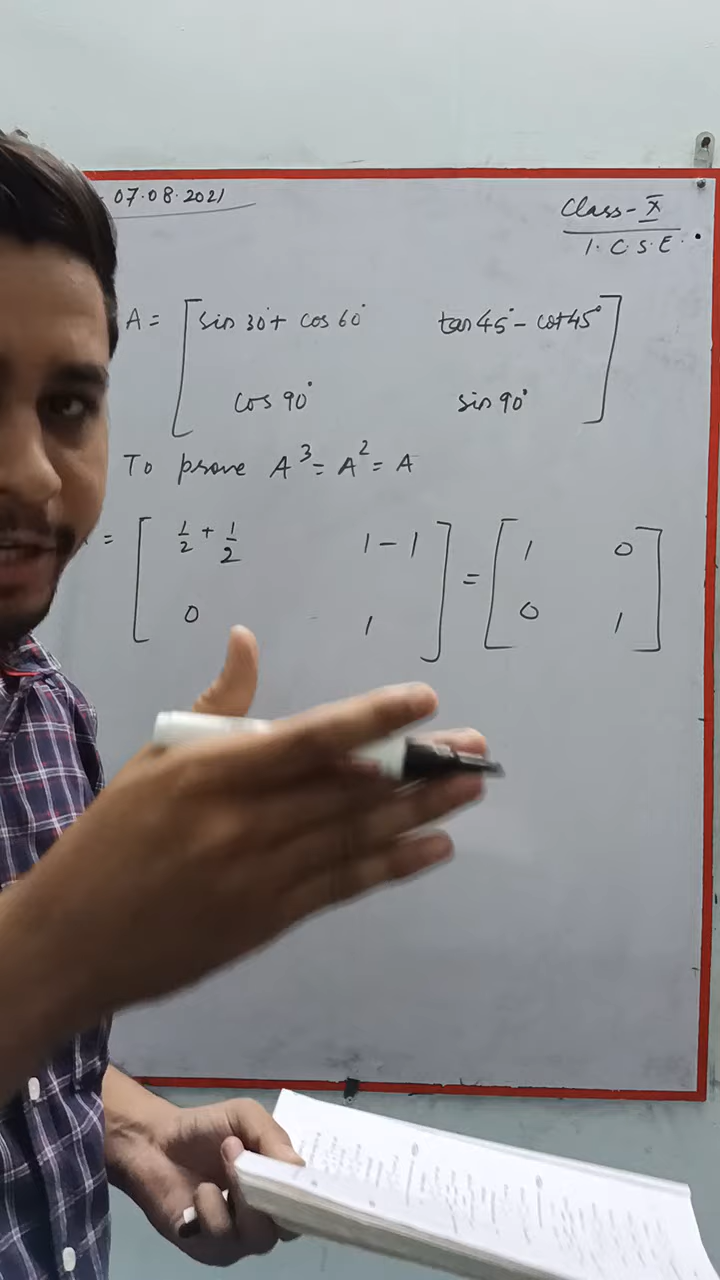 07.08.2021
Class - X
I.C.S.E.
A = [ sin 30° + cos 60° tan 45° - cot 45°
cos 90° sin 90° ]
To prove A³ = A² = A
= [ 1/2 + 1/2 1 - 1 = [ 1 0
0 1 ] 0 1 ]